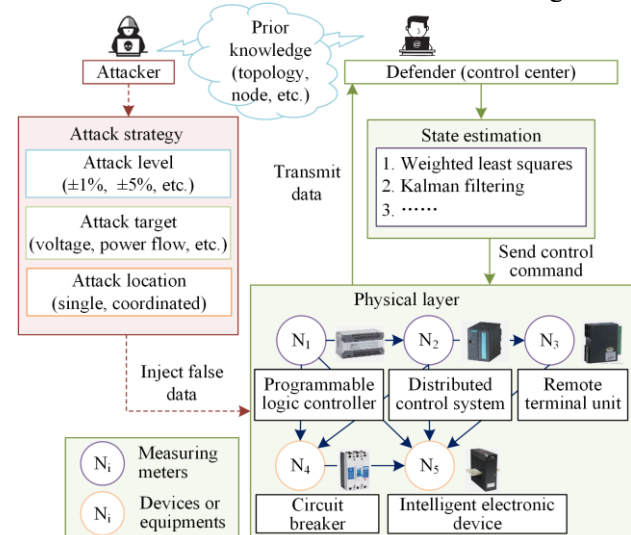 Prior
knowledge
(topology,
node, etc.)
Attacker
Defender (control center)
Attack strategy
Attack level
(±1%, ±5%, etc.)
Attack target
(voltage, power flow, etc.)
Attack location
(single, coordinated)
Transmit
data
State estimation
1. Weighted least squares
2. Kalman filtering
3. ……
Send control
command
Inject false
data
Physical layer
N1
N2
N3
Programmable
logic controller
Distributed
control system
Remote
terminal unit
N4
N5
Circuit
breaker
Intelligent electronic
device
Ni
Measuring
meters
Ni
Devices or
equipments